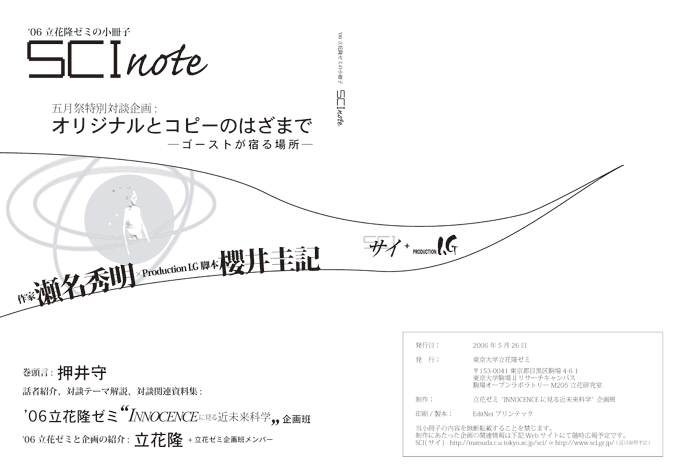 '06 立花隆ゼミの小冊子
SCInote
五月祭特別対談企画：
オリジナルとコピーのはざまで
―ゴーストが宿る場所―
作家 瀬名秀明 × Production I.G 脚本 櫻井圭記
巻頭言：押井守
話者紹介、対談テーマ解説、対談関連資料集：
'06立花隆ゼミ“INNOCENCEに見る近未来科学”企画班
'06 立花隆ゼミと企画の紹介：立花隆 + 立花ゼミ企画班メンバー
'06 立花隆ゼミの小冊子 SCInote
SCI サイ + PRODUCTION I.G
発行日： 2006 年 5 月 26 日
発 行： 東京大学立花隆ゼミ
〒153-0041 東京都目黒区駒場 4-6-1
東京大学駒場 II リサーチキャンパス
駒場オープンラボラトリー M205 立花研究室
制作： 立花ゼミ “INNOCENCEに見る近未来科学” 企画班
印刷 / 製本： EditNet プリンテック
当小冊子の内容を無断転載することを禁じます。
制作にあたった企画の関連情報は下記 Web サイトにて随時広報予定です。
SCI(サイ) http://matsuda.c.u-tokyo.ac.jp/sci/ or http://www.sci.gr.jp/